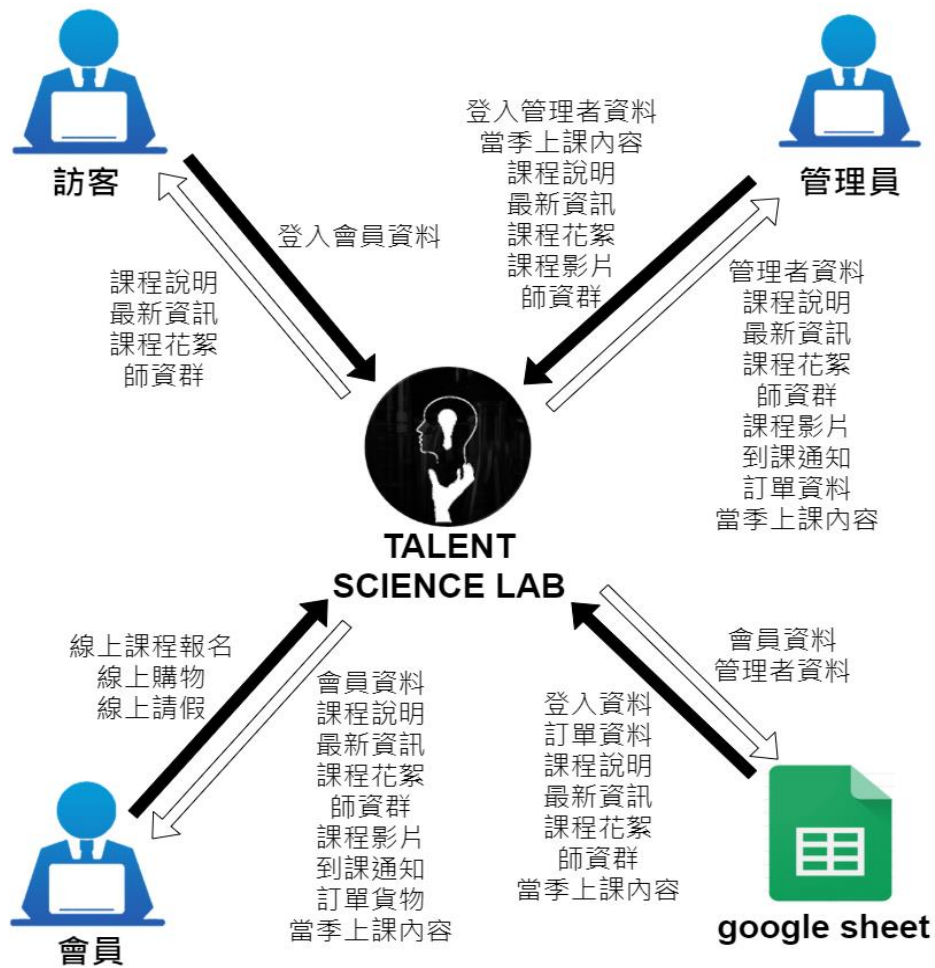 訪客
登入會員資料
課程說明
最新資訊
課程花絮
師資群
登入管理者資料
當季上課內容
課程說明
最新資訊
課程花絮
課程影片
師資群
管理員
管理者資料
課程說明
最新資訊
課程花絮
師資群
課程影片
到課通知
訂單資料
當季上課內容
TALENT
SCIENCE LAB
線上課程報名
線上購物
線上請假
會員資料
課程說明
最新資訊
課程花絮
師資群
課程影片
到課通知
訂單貨物
當季上課內容
會員
登入資料
訂單資料
課程說明
最新資訊
課程花絮
師資群
當季上課內容
會員資料
管理者資料
google sheet